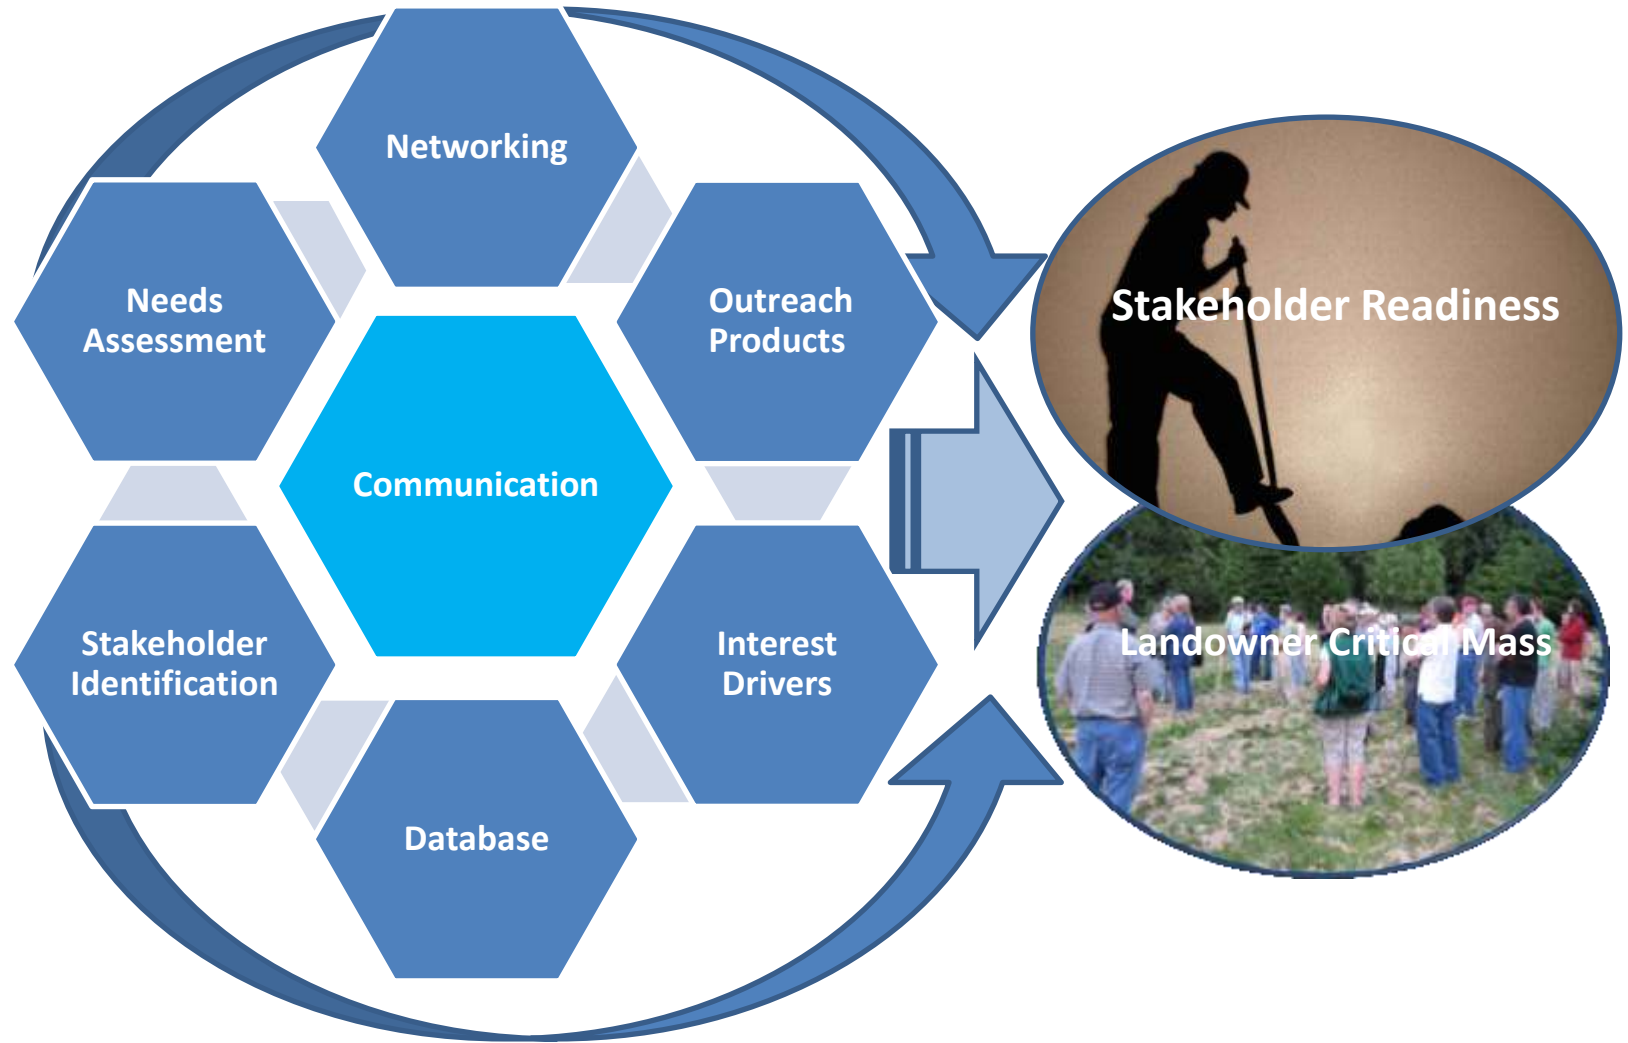 Networking
Needs
Assessment
Outreach
Products
Communication
Stakeholder
Identification
Interest
Drivers
Database
Stakeholder Readiness
Landowner Critical Mass